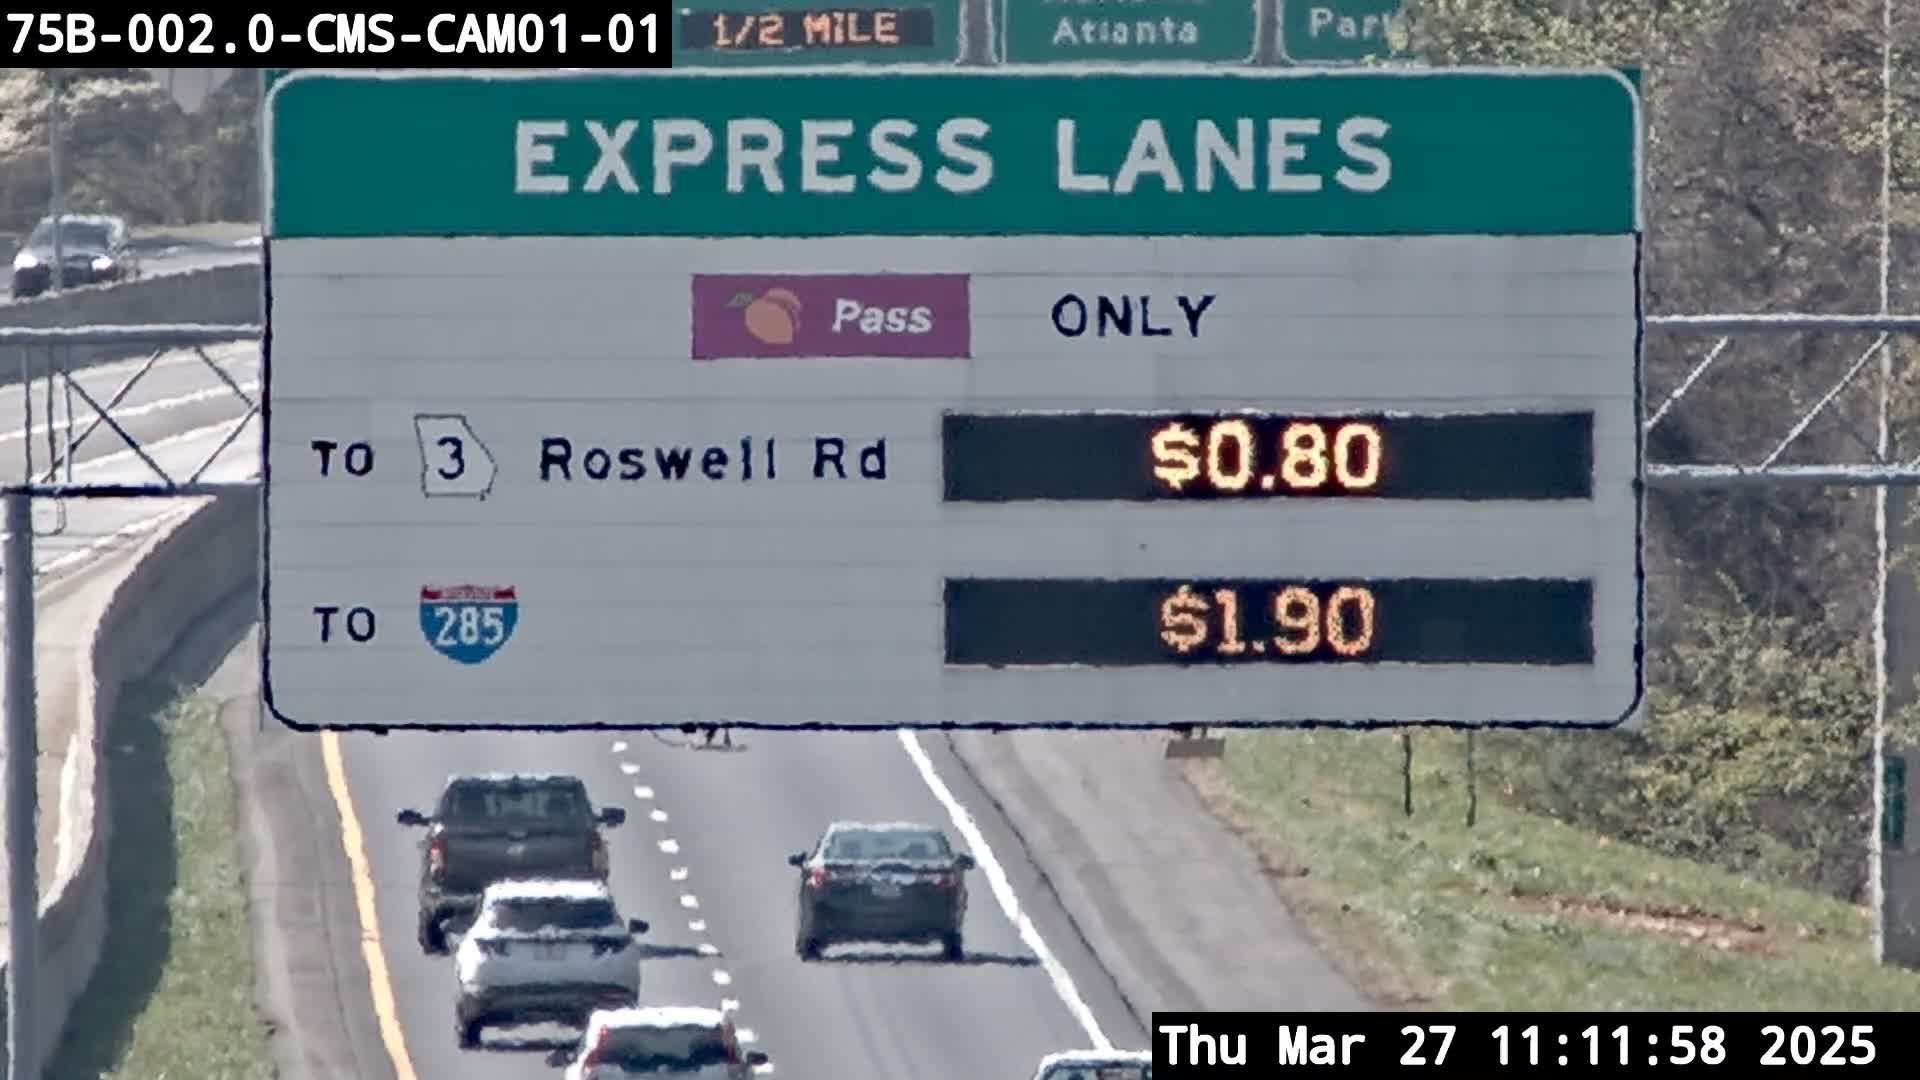 75B-002.0-CMS-CAM01-01
1/2 MILE
Atlanta
EXPRESS LANES
Pass ONLY
TO 3 Roswell Rd $0.80
TO 285 $1.90
Thu Mar 27 11:11:58 2025